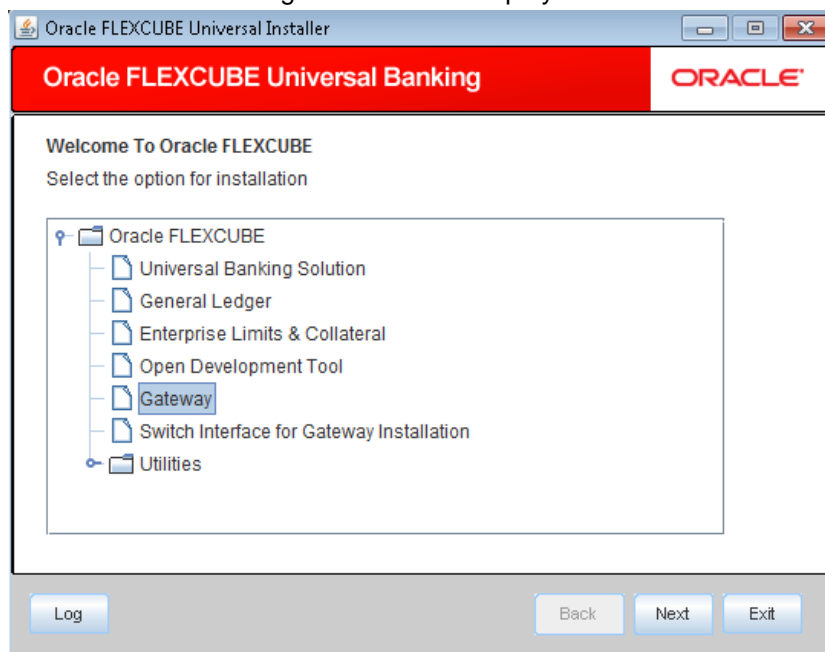 Oracle FLEXCUBE Universal Installer
Oracle FLEXCUBE Universal Banking
ORACLE'
Welcome To Oracle FLEXCUBE
Select the option for installation
Oracle FLEXCUBE
Universal Banking Solution
General Ledger
Enterprise Limits & Collateral
Open Development Tool
Gateway
Switch Interface for Gateway Installation
Utilities
Log Back Next Exit